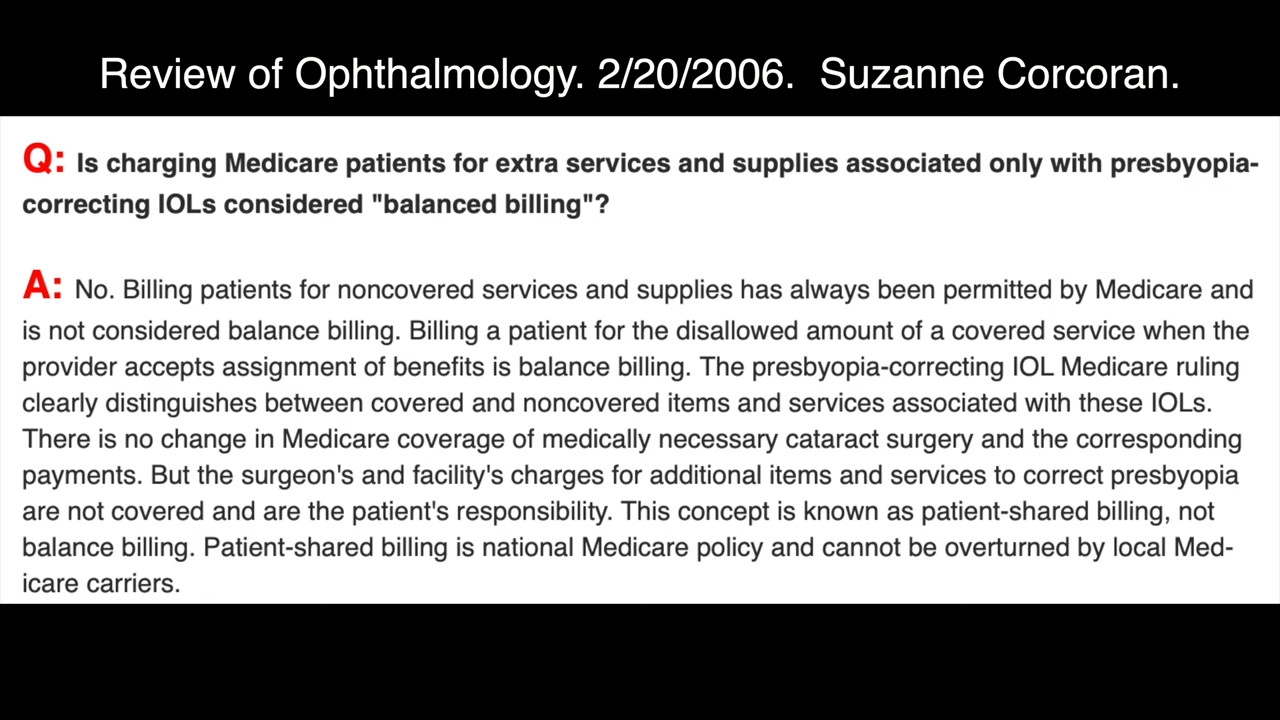 Review of Ophthalmology. 2/20/2006.  Suzanne Corcoran.
Q: Is charging Medicare patients for extra services and supplies associated only with presbyopia-
correcting IOLs considered "balanced billing"?
A: No. Billing patients for noncovered services and supplies has always been permitted by Medicare and
is not considered balance billing. Billing a patient for the disallowed amount of a covered service when the
provider accepts assignment of benefits is balance billing. The presbyopia-correcting IOL Medicare ruling
clearly distinguishes between covered and noncovered items and services associated with these IOLs.
There is no change in Medicare coverage of medically necessary cataract surgery and the corresponding
payments. But the surgeon's and facility's charges for additional items and services to correct presbyopia
are not covered and are the patient's responsibility. This concept is known as patient-shared billing, not
balance billing. Patient-shared billing is national Medicare policy and cannot be overturned by local Med-
icare carriers.